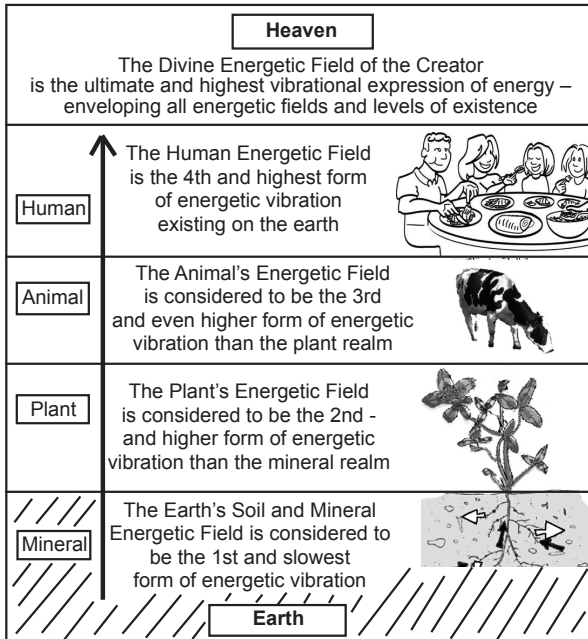 Heaven
The Divine Energetic Field of the Creator
is the ultimate and highest vibrational expression of energy –
enveloping all energetic fields and levels of existence
Human
The Human Energetic Field
is the 4th and highest form
of energetic vibration
existing on the earth
Animal
The Animal's Energetic Field
is considered to be the 3rd
and even higher form of energetic
vibration than the plant realm
Plant
The Plant's Energetic Field
is considered to be the 2nd -
and higher form of energetic
vibration than the mineral realm
Mineral
The Earth's Soil and Mineral
Energetic Field is considered to
be the 1st and slowest
form of energetic vibration
Earth